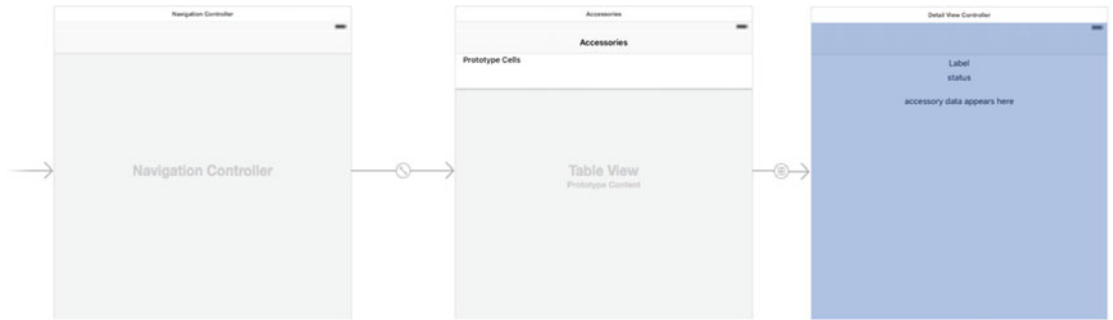 Navigation Controller
Navigation Controller
Accessories
Accessories
Prototype Cells
Table View
Prototype Content
Detail View Controller
Label
status
accessory data appears here